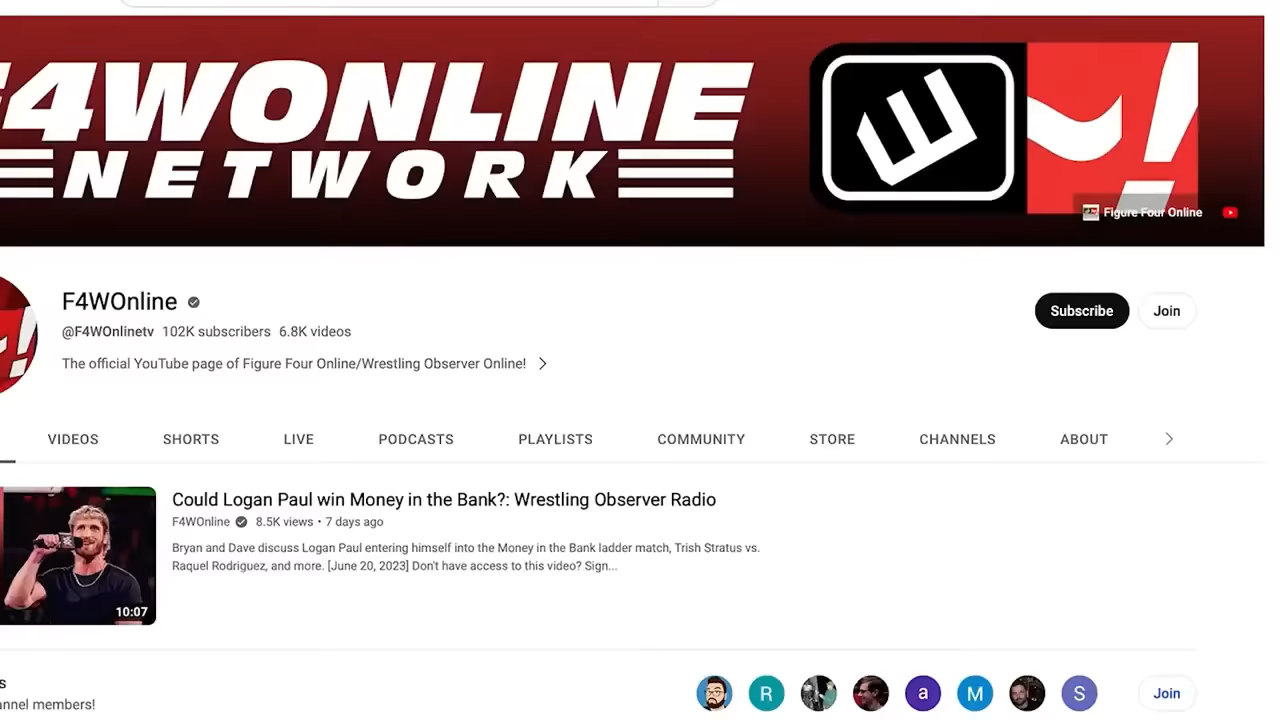 F4WONLINE
NETWORK
Figure Four Online
F4WOnline
@F4WOnlinetv 102K subscribers 6.8K videos
The official YouTube page of Figure Four Online/Wrestling Observer Online!
Subscribe
Join
VIDEOS SHORTS LIVE PODCASTS PLAYLISTS COMMUNITY STORE CHANNELS ABOUT
Could Logan Paul win Money in the Bank?: Wrestling Observer Radio
F4WOnline 8.5K views • 7 days ago
Bryan and Dave discuss Logan Paul entering himself into the Money in the Bank ladder match, Trish Stratus vs.
Raquel Rodriguez, and more. [June 20, 2023] Don't have access to this video? Sign...
10:07
R
a
M
S
Join
nnel members!